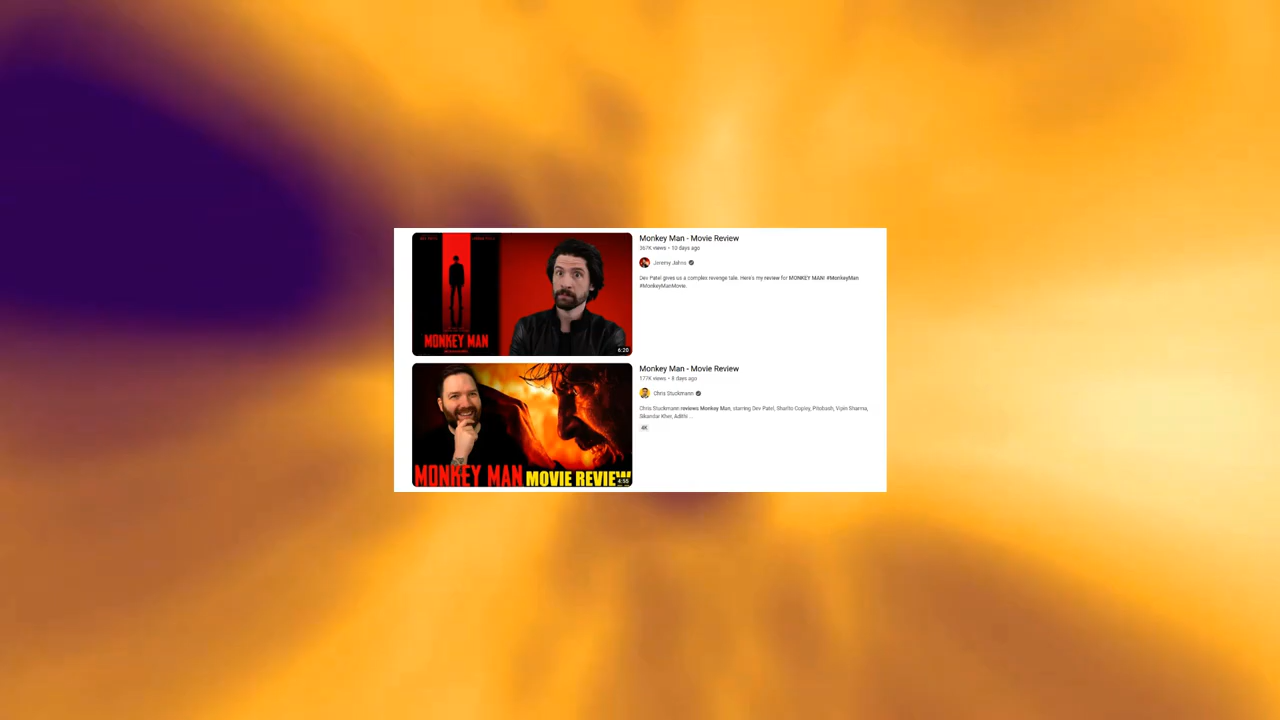 MONKEY MAN
6:20
Monkey Man - Movie Review
367K views • 10 days ago
Jeremy Jahns
Dev Patel gives us a complex revenge tale. Here's my review for MONKEY MAN! #MonkeyMan
#MonkeyManMovie.
MONKEY MAN MOVIE REVIEW
4:55
Monkey Man - Movie Review
177K views • 8 days ago
Chris Stuckmann
Chris Stuckmann reviews Monkey Man, starring Dev Patel, Sharlto Copley, Pitobash, Vipin Sharma,
Sikandar Kher, Adithi ...
4K